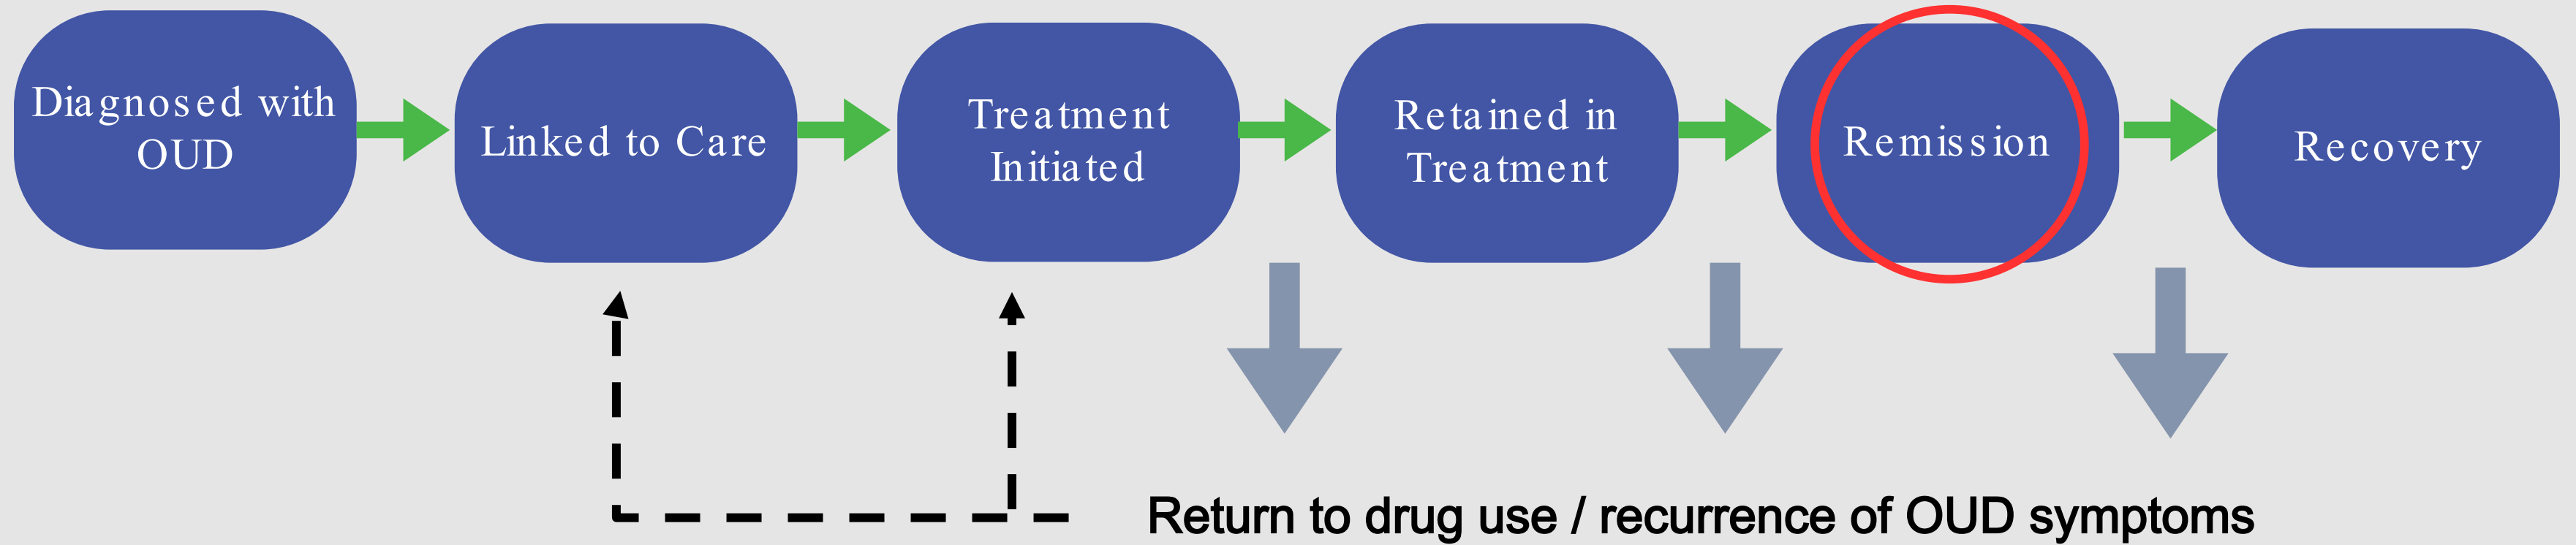 Diagnosed with
OUD
Linked to Care
Treatment
Initiated
Retained in
Treatment
Remission
Recovery
Return to drug use / recurrence of OUD symptoms